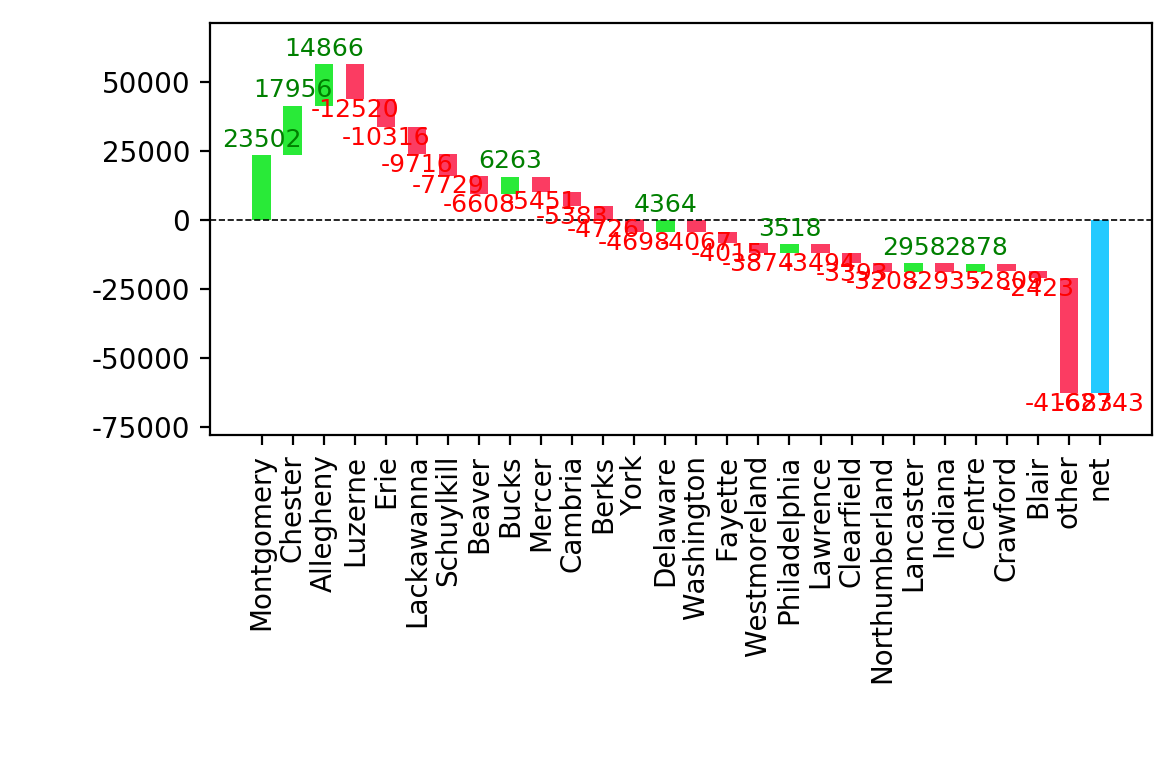 50000
25000
0
-25000
-50000
-75000
23502
17956
14866
-12520
-10316
-9716
-7729
-6608
6263
-5451
-5383
-4726
-4698
4364
-4067
-4015
-3874
3518
-3494
-3393
-3208
2958
-2935
2878
-2809
-2423
-41683
-62743
Montgomery
Chester
Allegheny
Luzerne
Erie
Lackawanna
Schuylkill
Beaver
Bucks
Mercer
Cambria
Berks
York
Delaware
Washington
Fayette
Westmoreland
Philadelphia
Lawrence
Clearfield
Northumberland
Lancaster
Indiana
Centre
Crawford
Blair
other
net